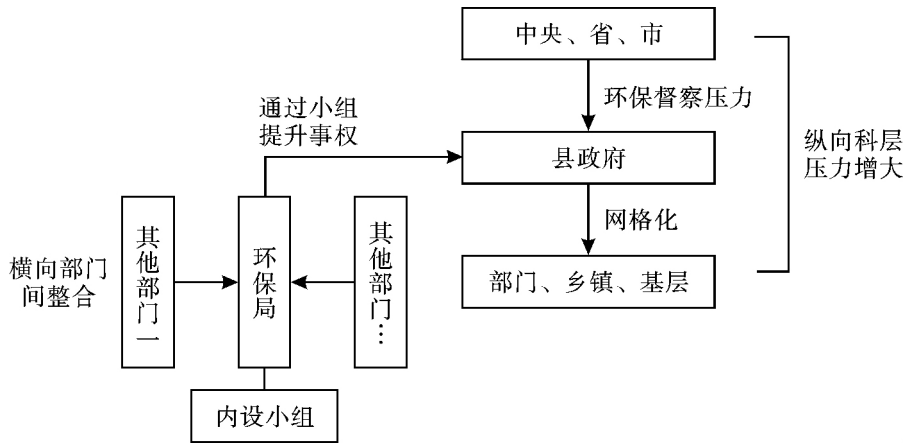 中央、省、市
环保督察压力
通过小组
提升事权
县政府
纵向科层
压力增大
网格化
部门、乡镇、基层
横向部门
间整合
其他部门一
环保局
其他部门…
内设小组